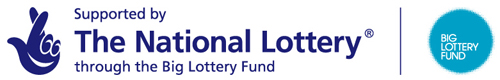 Supported by
The National Lottery®
through the Big Lottery Fund
BIG
LOTTERY
FUND